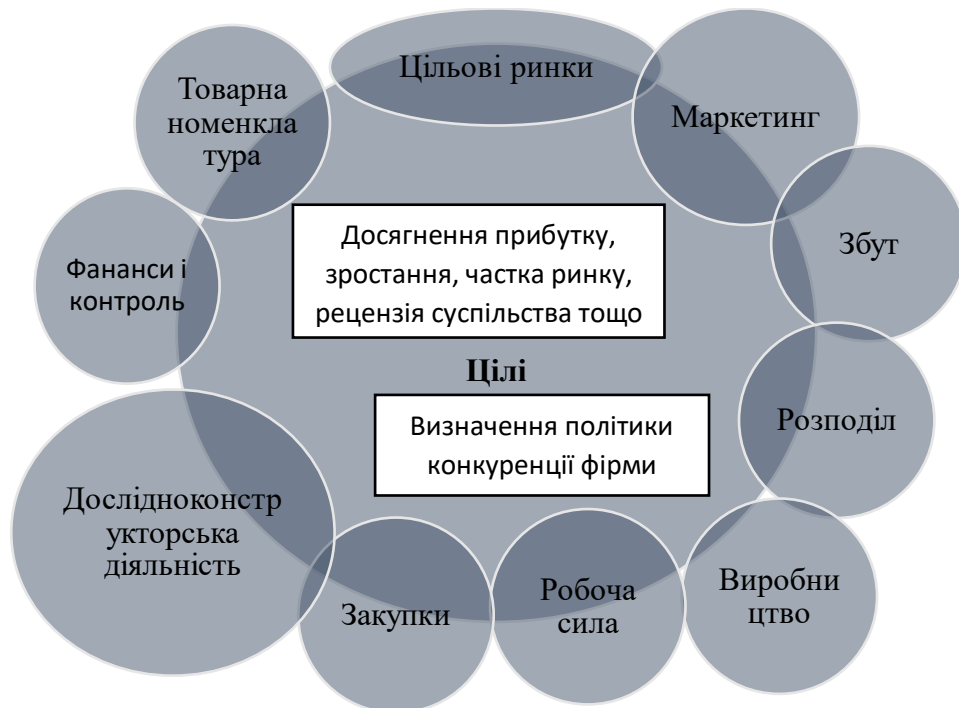 Цільові ринки
Маркетинг
Збут
Розподіл
Виробни
цтво
Робоча
сила
Закупки
Дослідноконстр
укторська
діяльність
Фананси і
контроль
Товарна
номенкла
тура
Досягнення прибутку,
зростання, частка ринку,
рецензія суспільства тощо
Цілі
Визначення політики
конкуренції фірми